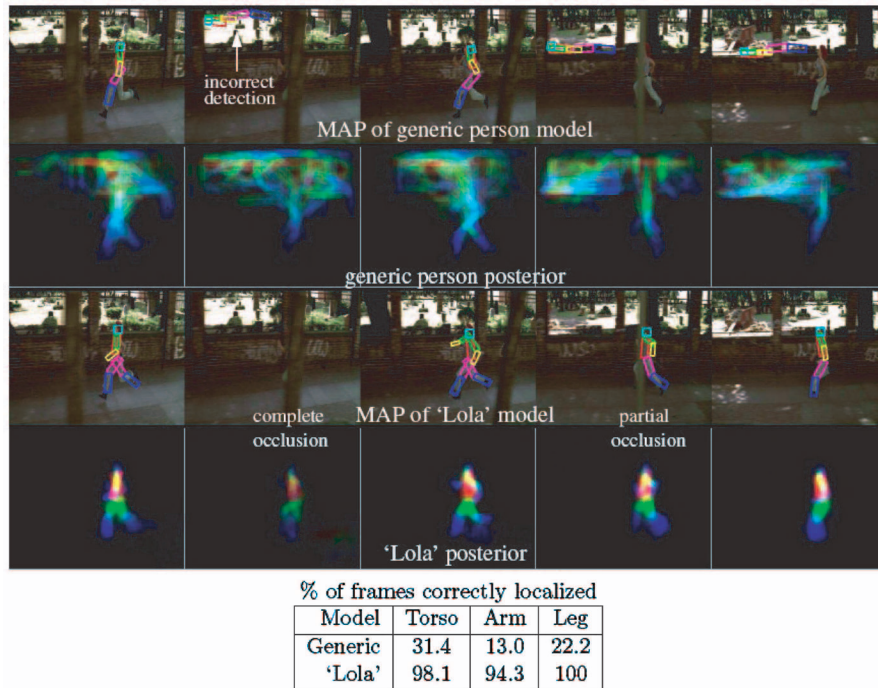 incorrect
detection
MAP of generic person model
generic person posterior
complete
MAP of 'Lola' model
partial
occlusion
occlusion
'Lola' posterior
% of frames correctly localized
Model Torso Arm Leg
Generic 31.4 13.0 22.2
'Lola' 98.1 94.3 100